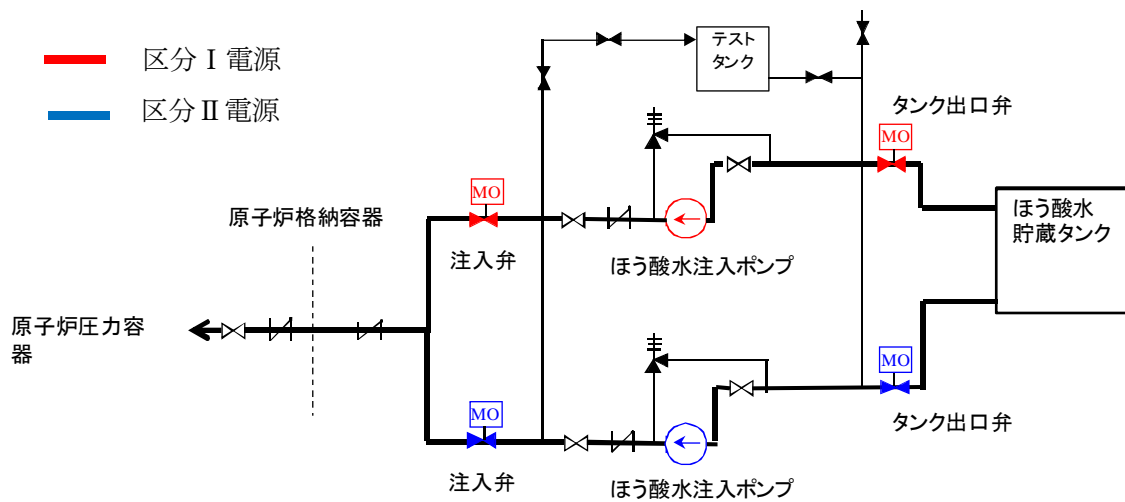 区分Ⅰ電源
区分Ⅱ電源
テスト
タンク
タンク出口弁
MO
MO
原子炉格納容器
注入弁
ほう酸水注入ポンプ
ほう酸水
貯蔵タンク
原子炉圧力容
器
MO
MO
タンク出口弁
注入弁
ほう酸水注入ポンプ